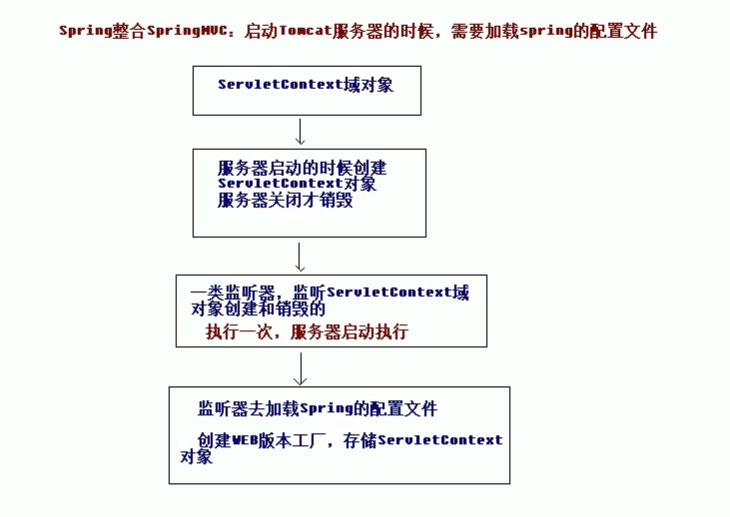 Spring整合SpringMVC：启动Tomcat服务器的时候，需要加载spring的配置文件
ServletContext域对象
服务器启动的时候创建
ServletContext对象
服务器关闭才销毁
一类监听器，监听ServletContext域
对象创建和销毁的
执行一次，服务器启动执行
监听器去加载Spring的配置文件
创建WEB版本工厂，存储ServletContext
对象